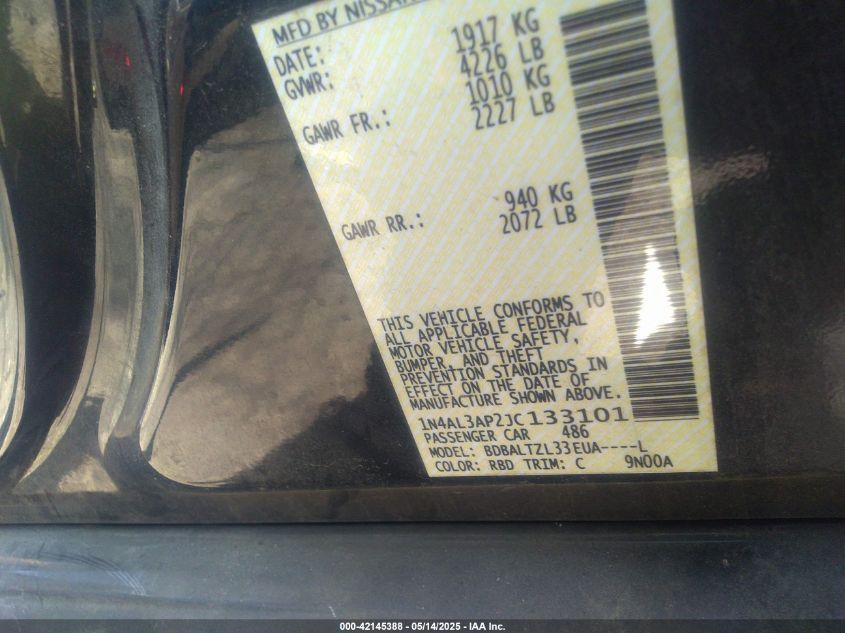 MFD BY NISSAN
DATE:
1917 KG
GVWR:
4226 LB
1010 KG
GAWR FR.:
2227 LB
940 KG
GAWR RR.:
2072 LB
THIS VEHICLE CONFORMS TO
ALL APPLICABLE FEDERAL
MOTOR VEHICLE SAFETY,
BUMPER, AND THEFT
PREVENTION STANDARDS IN
EFFECT ON THE DATE OF
MANUFACTURE SHOWN ABOVE.
1N4AL3AP2JC133101
PASSENGER CAR 486
MODEL: BDBALTZL33EUA----L
COLOR: RBD TRIM: C 9N00A
000-42145388 - 05/14/2025 - IAA Inc.